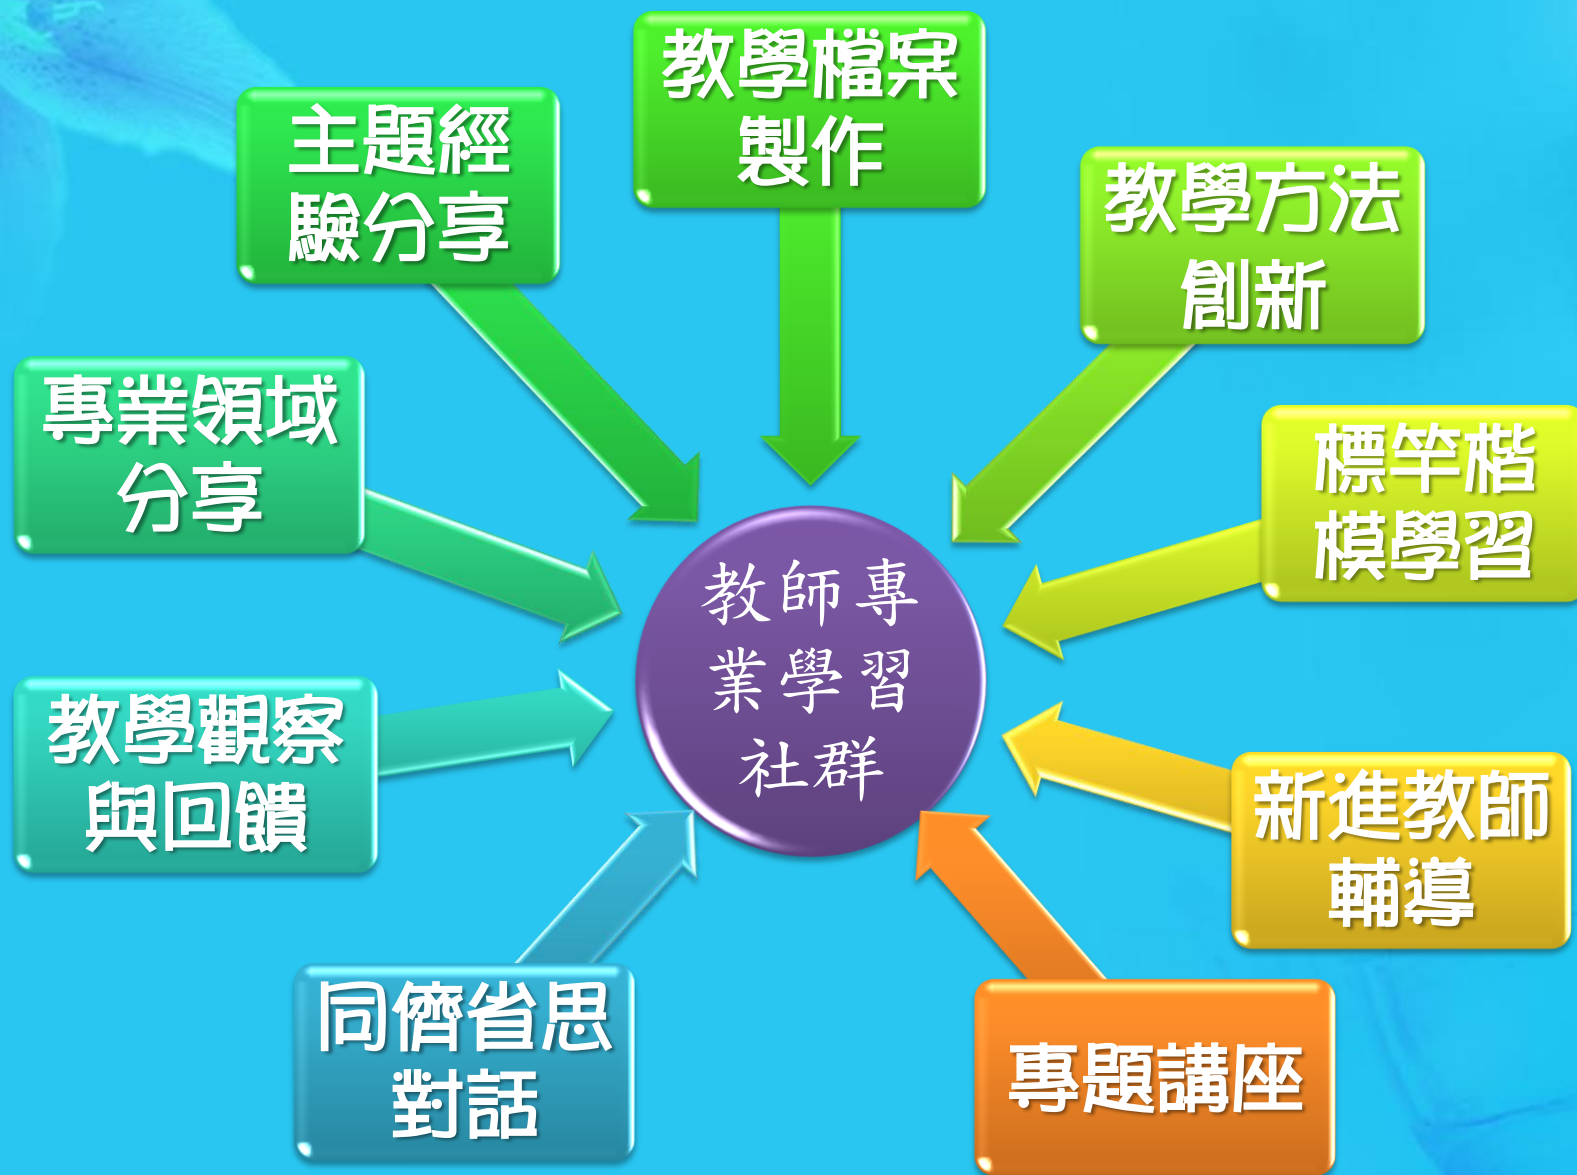 教學檔案
製作
主題經
驗分享
教學方法
創新
專業領域
分享
標竿楷
模學習
教師專
業學習
社群
教學觀察
與回饋
新進教師
輔導
同儕省思
對話
專題講座